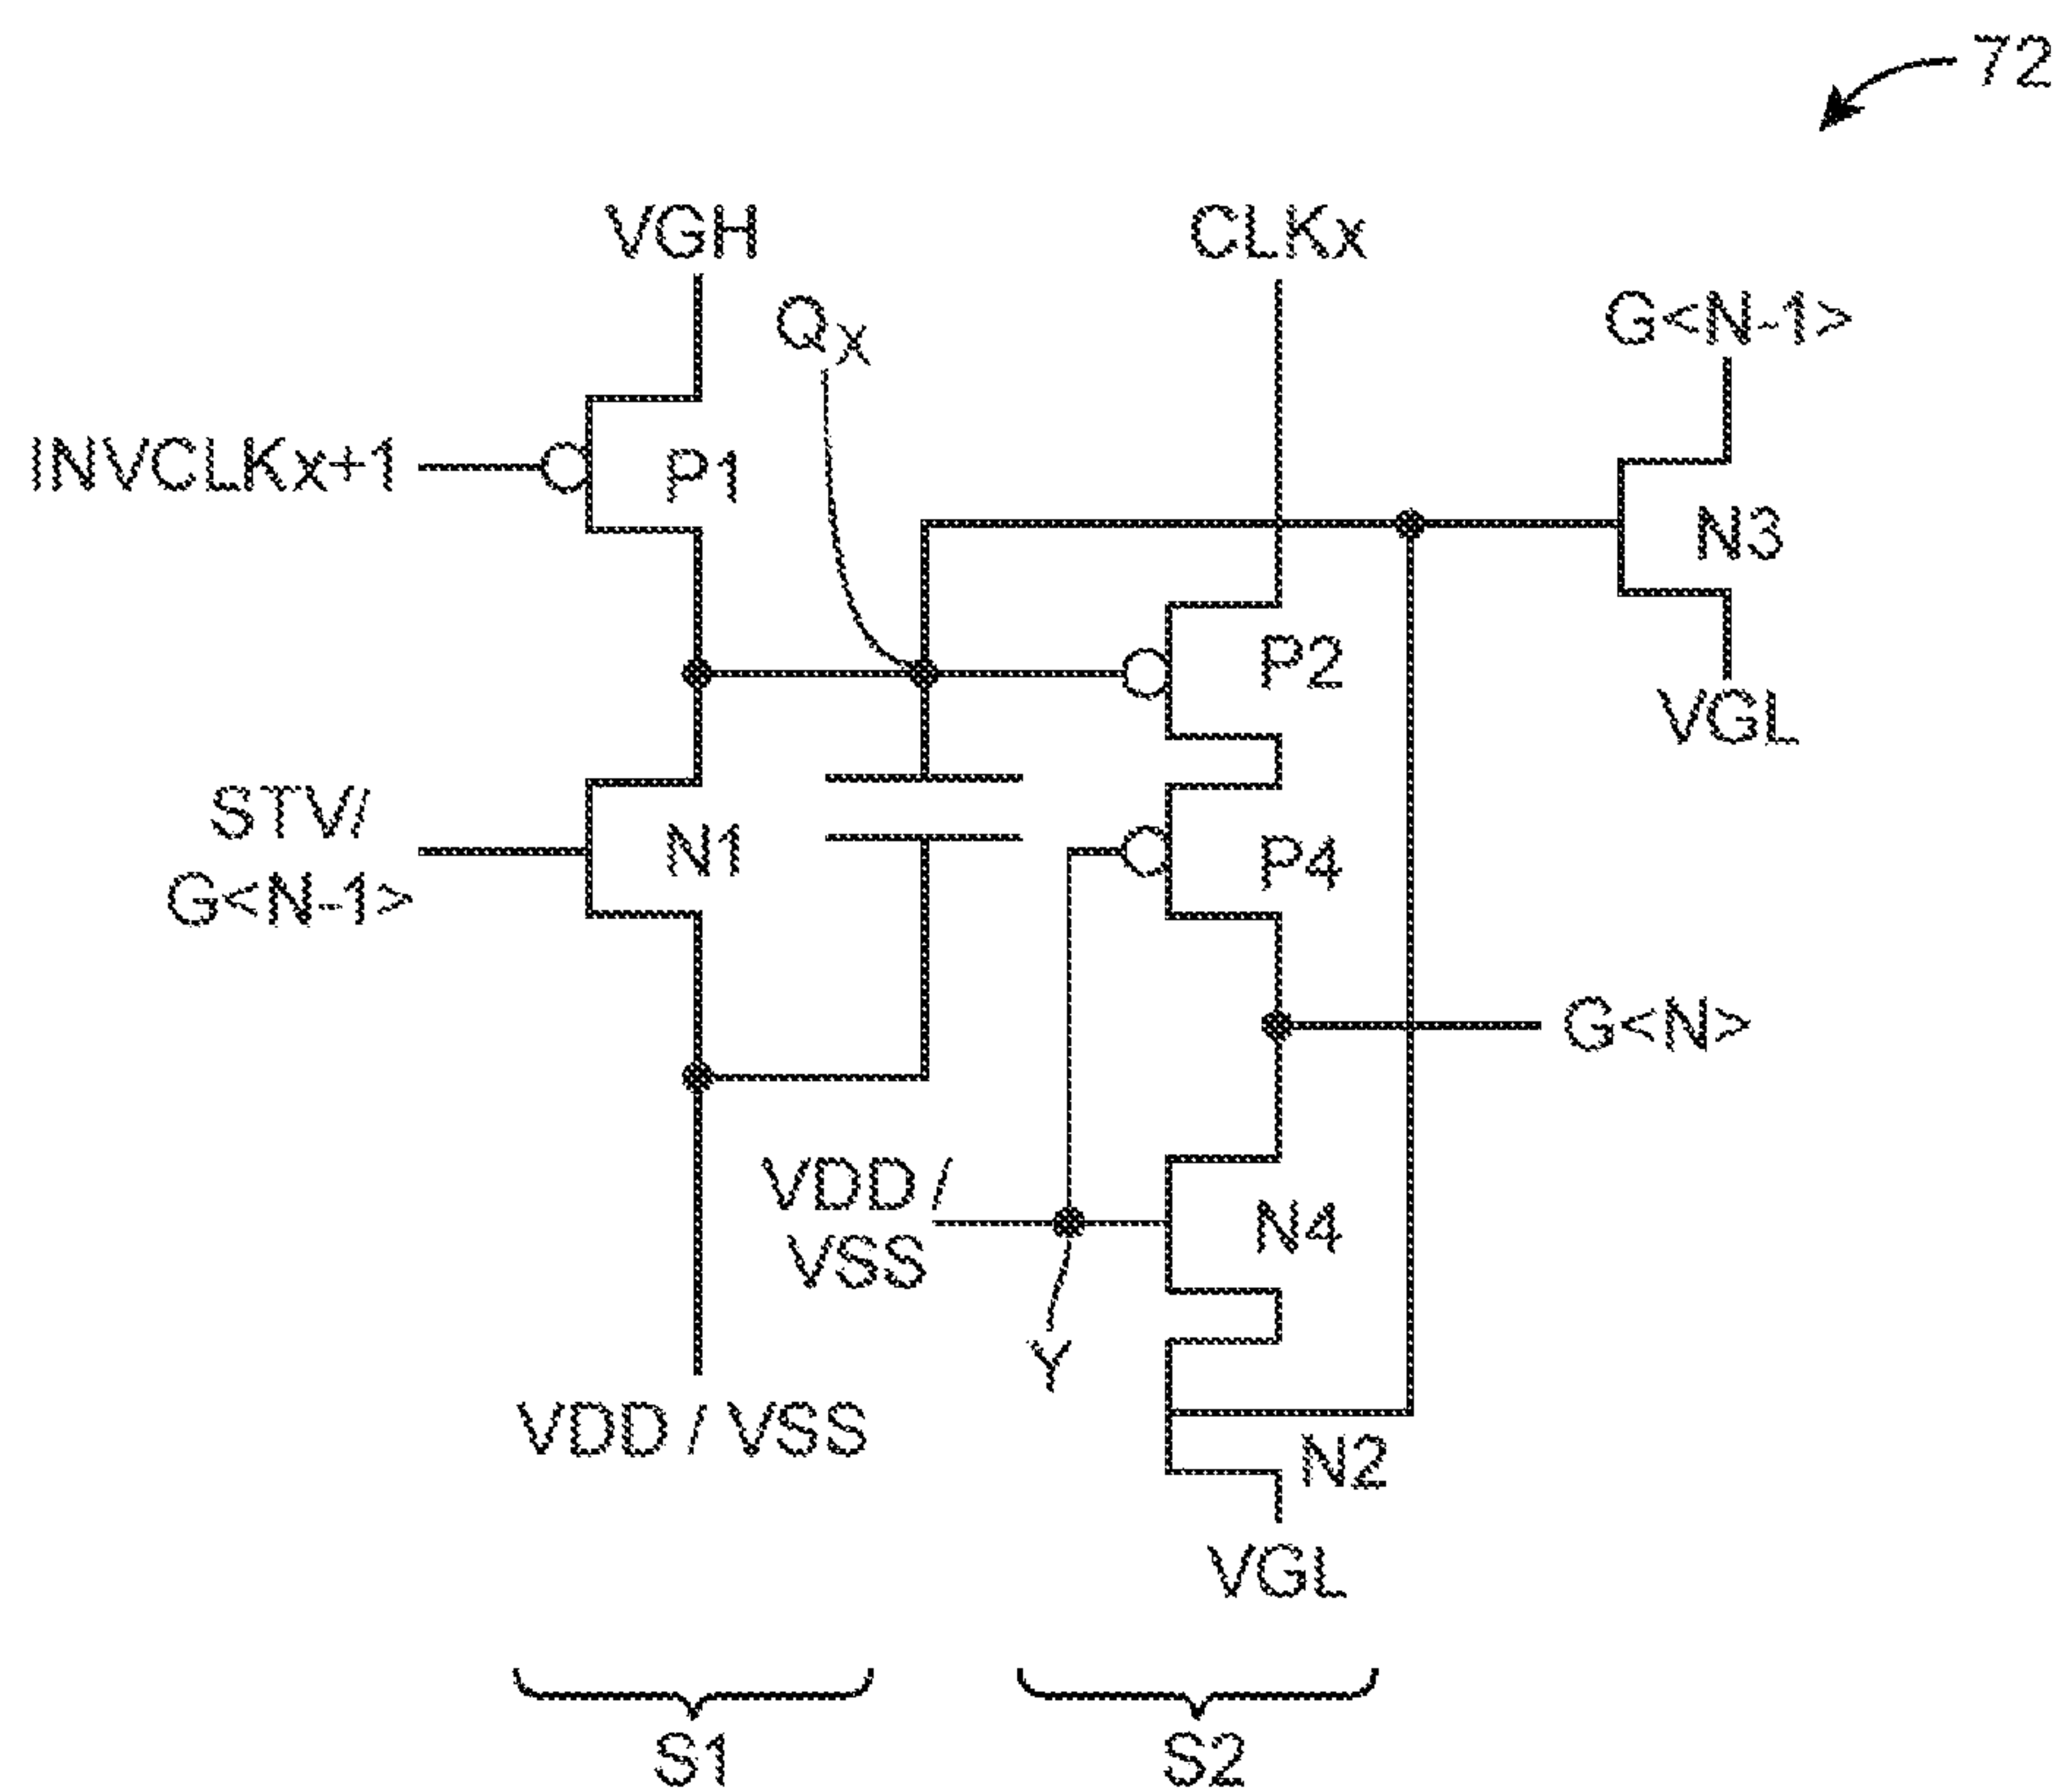 72
VGH
CLKx
QX
G<N-1>
INVCLKx+1
P1
N3
P2
VGL
STV/
G<N-1>
N1
P4
G<N>
VDD /
VSS
N4
Y
VDD / VSS
N2
VGL
S1
S2